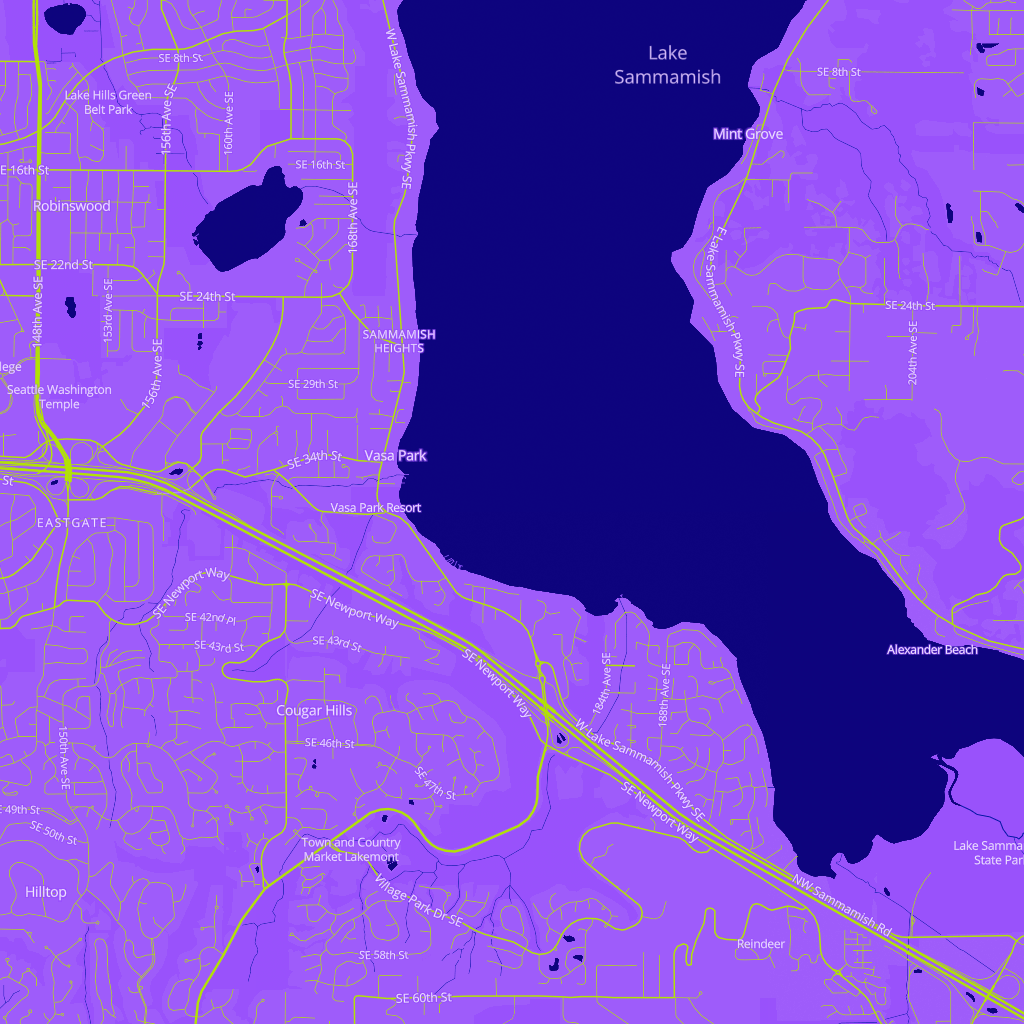 Lake
Sammamish
SE 8th St
SE 8th St
W Lake Sammamish Pkwy SE
Lake Hills Green
Belt Park
156th Ave SE
160th Ave SE
Mint Grove
SE 16th St
E 16th St
168th Ave SE
Robinswood
E Lake Sammamish Pkwy SE
SE 22nd St
SE 24th St
SE 24th St
148th Ave SE
153rd Ave SE
SAMMAMISH
HEIGHTS
204th Ave SE
156th Ave SE
lege
SE 29th St
Seattle Washington
Temple
SE 34th St
Vasa Park
St
Vasa Park Resort
EASTGATE
SE Newport Way
SE Newport Way
SE 42nd Pl
SE 43rd St
SE 43rd St
Alexander Beach
SE Newport Way
184th Ave SE
188th Ave SE
Cougar Hills
150th Ave SE
SE 46th St
W Lake Sammamish Pkwy SE
SE 47th St
SE Newport Way
E 49th St
SE 50th St
Town and Country
Market Lakemont
Lake Samma
State Par
Hilltop
Village Park Dr SE
NW Sammamish Rd
Reindeer
SE 58th St
SE 60th St